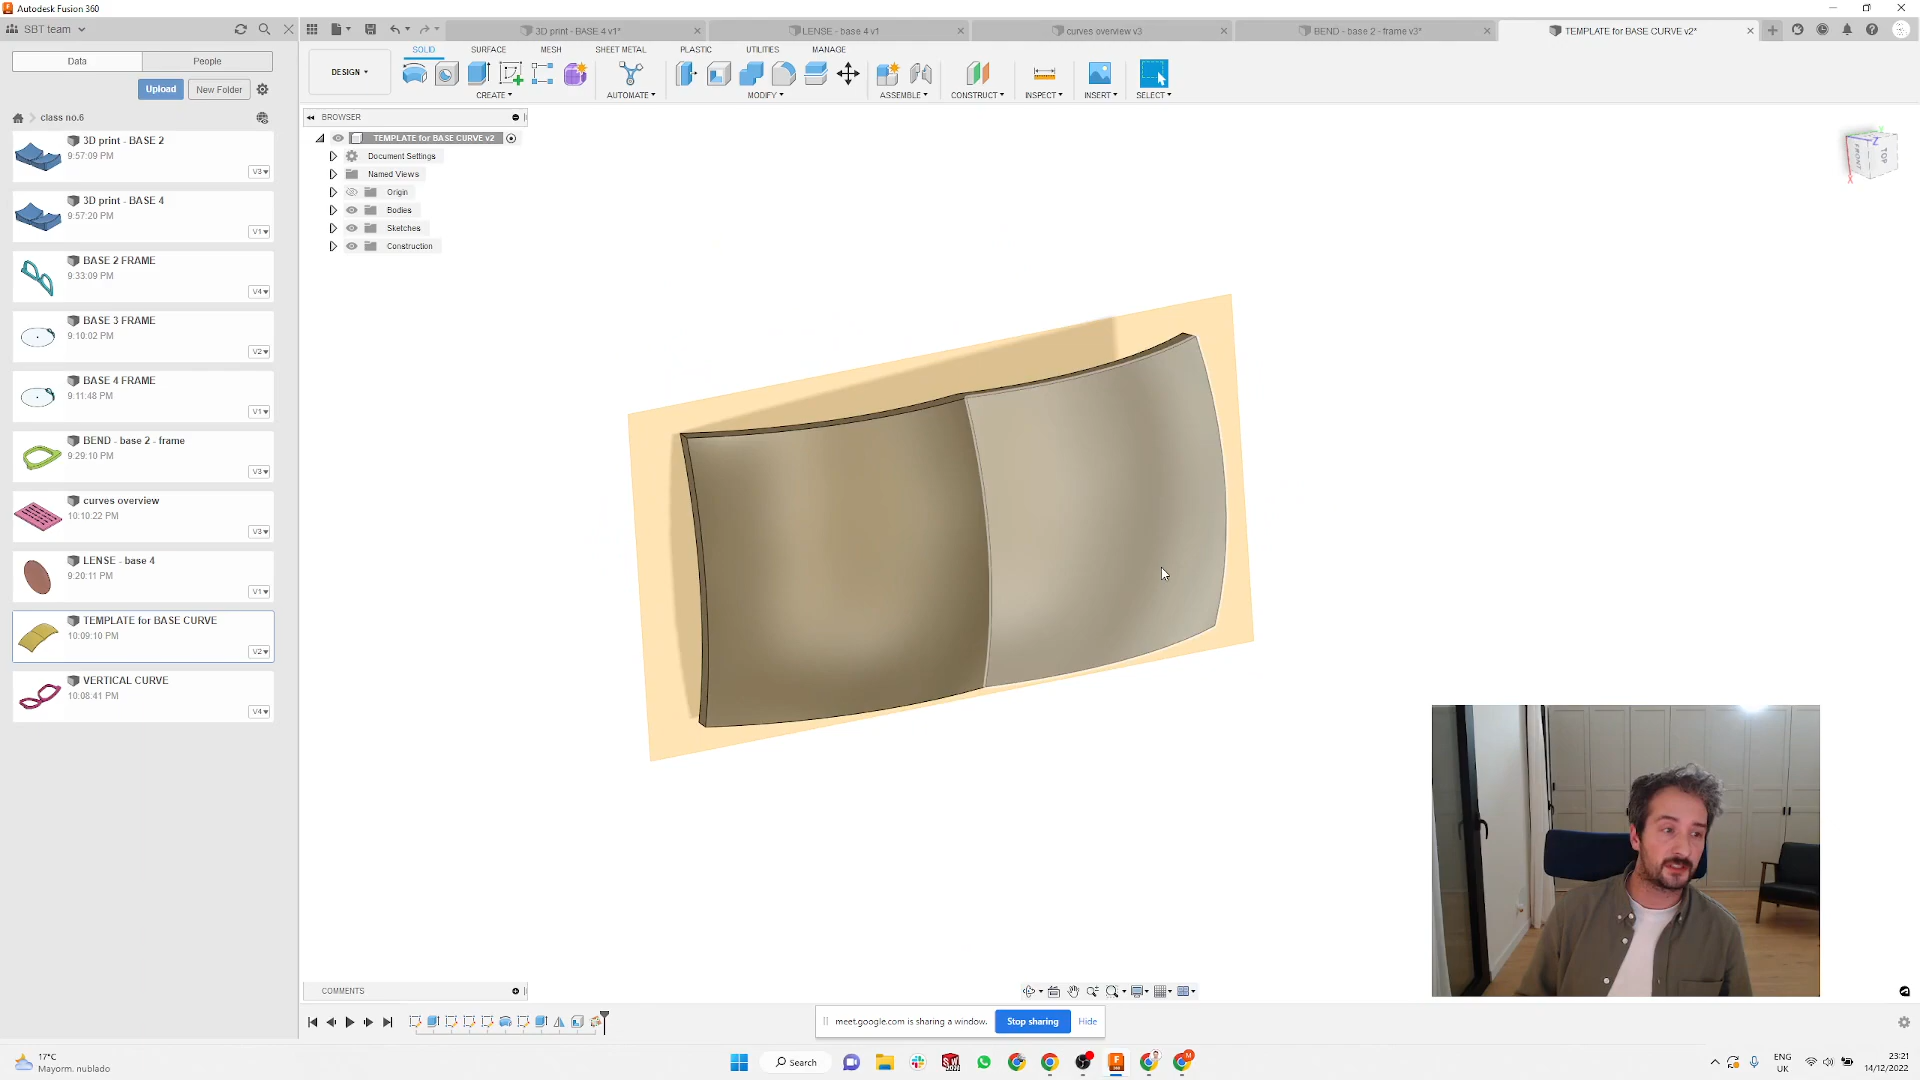 Autodesk Fusion 360
SBT team
3D print - BASE 4 v1*
LENSE - base 4 v1
curves overview v3
BEND - base 2 - frame v3*
TEMPLATE for BASE CURVE v2*
Data
People
Upload
New Folder
class no.6
3D print - BASE 2
9:57:09 PM
V3
3D print - BASE 4
9:57:20 PM
V1
BASE 2 FRAME
9:33:09 PM
V4
BASE 3 FRAME
9:10:02 PM
V2
BASE 4 FRAME
9:11:48 PM
V1
BEND - base 2 - frame
9:29:10 PM
V3
curves overview
10:10:22 PM
V3
LENSE - base 4
9:20:11 PM
V1
TEMPLATE for BASE CURVE
10:09:10 PM
V2
VERTICAL CURVE
10:08:41 PM
V4
DESIGN
SOLID
SURFACE
MESH
SHEET METAL
PLASTIC
UTILITIES
MANAGE
CREATE
AUTOMATE
MODIFY
ASSEMBLE
CONSTRUCT
INSPECT
INSERT
SELECT
BROWSER
TEMPLATE for BASE CURVE v2
Document Settings
Named Views
Origin
Bodies
Sketches
Construction
FRONT
TOP
Z
X
COMMENTS
meet.google.com is sharing a window.
Stop sharing
Hide
17°C
Mayorm. nublado
Search
ENG
UK
23:21
14/12/2022